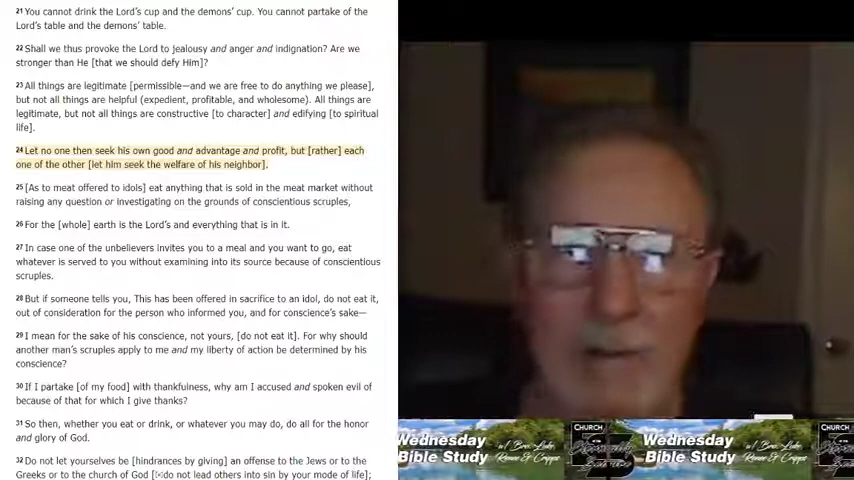 21 You cannot drink the Lord's cup and the demons' cup. You cannot partake of the
Lord's table and the demons' table.
22 Shall we thus provoke the Lord to jealousy and anger and indignation? Are we
stronger than He [that we should defy Him]?
23 All things are legitimate [permissible—and we are free to do anything we please],
but not all things are helpful (expedient, profitable, and wholesome). All things are
legitimate, but not all things are constructive [to character] and edifying [to spiritual
life].
24 Let no one then seek his own good and advantage and profit, but [rather] each
one of the other [let him seek the welfare of his neighbor].
25 [As to meat offered to idols] eat anything that is sold in the meat market without
raising any question or investigating on the grounds of conscientious scruples,
26 For the [whole] earth is the Lord's and everything that is in it.
27 In case one of the unbelievers invites you to a meal and you want to go, eat
whatever is served to you without examining into its source because of conscientious
scruples.
28 But if someone tells you, This has been offered in sacrifice to an idol, do not eat it,
out of consideration for the person who informed you, and for conscience's sake—
29 I mean for the sake of his conscience, not yours, [do not eat it]. For why should
another man's scruples apply to me and my liberty of action be determined by his
conscience?
30 If I partake [of my food] with thankfulness, why am I accused and spoken evil of
because of that for which I give thanks?
31 So then, whether you eat or drink, or whatever you may do, do all for the honor
and glory of God.
32 Do not let yourselves be [hindrances by giving] an offense to the Jews or to the
Greeks or to the church of God [do not lead others into sin by your mode of life];
Wednesday
Bible Study
w/ Bro. Luke,
Renee & Cripps
CHURCH
Wednesday
Bible Study
w/ Bro. Luke,
Renee & Cripps
CHURCH